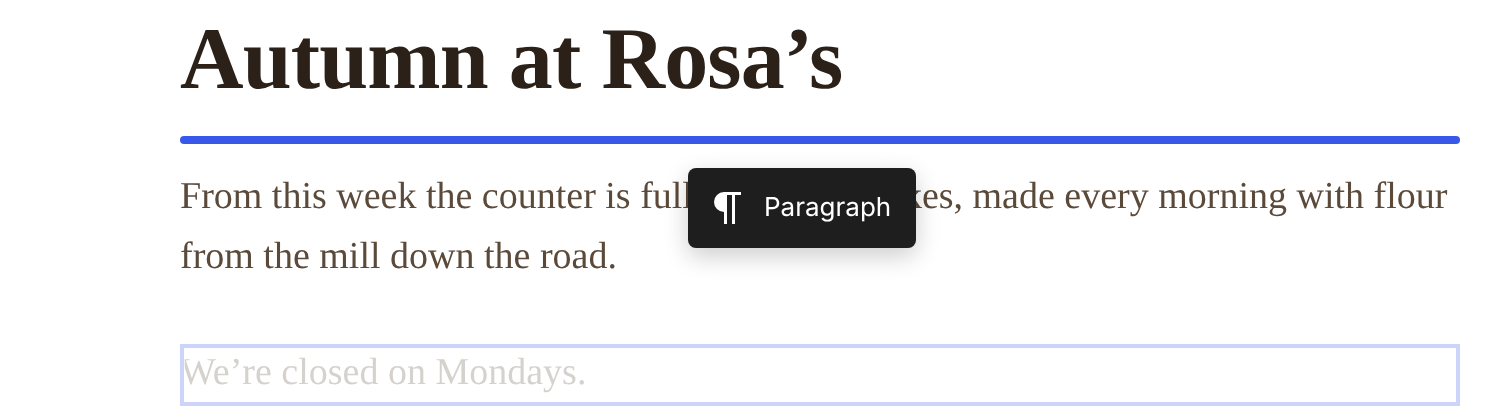 Autumn at Rosa’s
From this week the counter is full made every morning with flour
Paragraph
from the mill down the road.
We’re closed on Mondays.